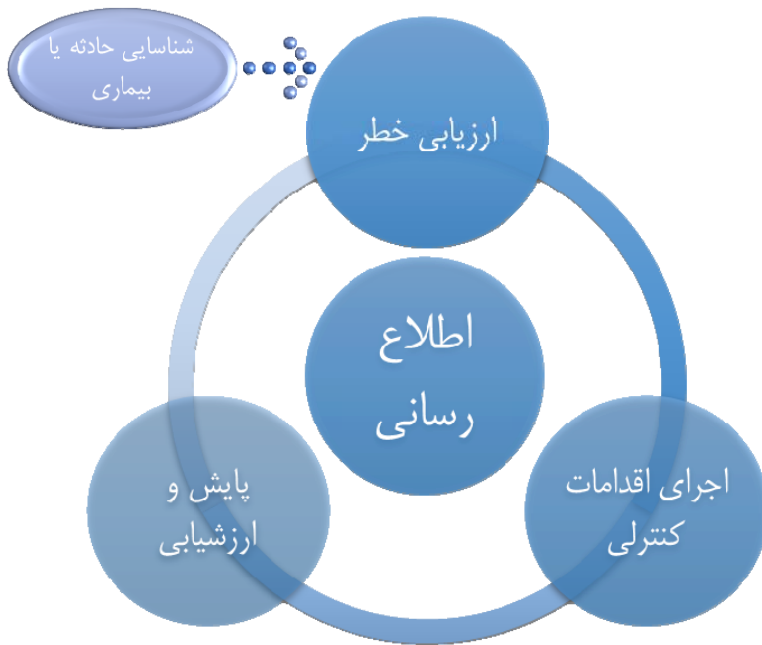 شناسایی حادثه یا
بیماری
ارزیابی خطر
اطلاع
رسانی
اجرای اقدامات
کنترلی
پایش و
ارزشیابی